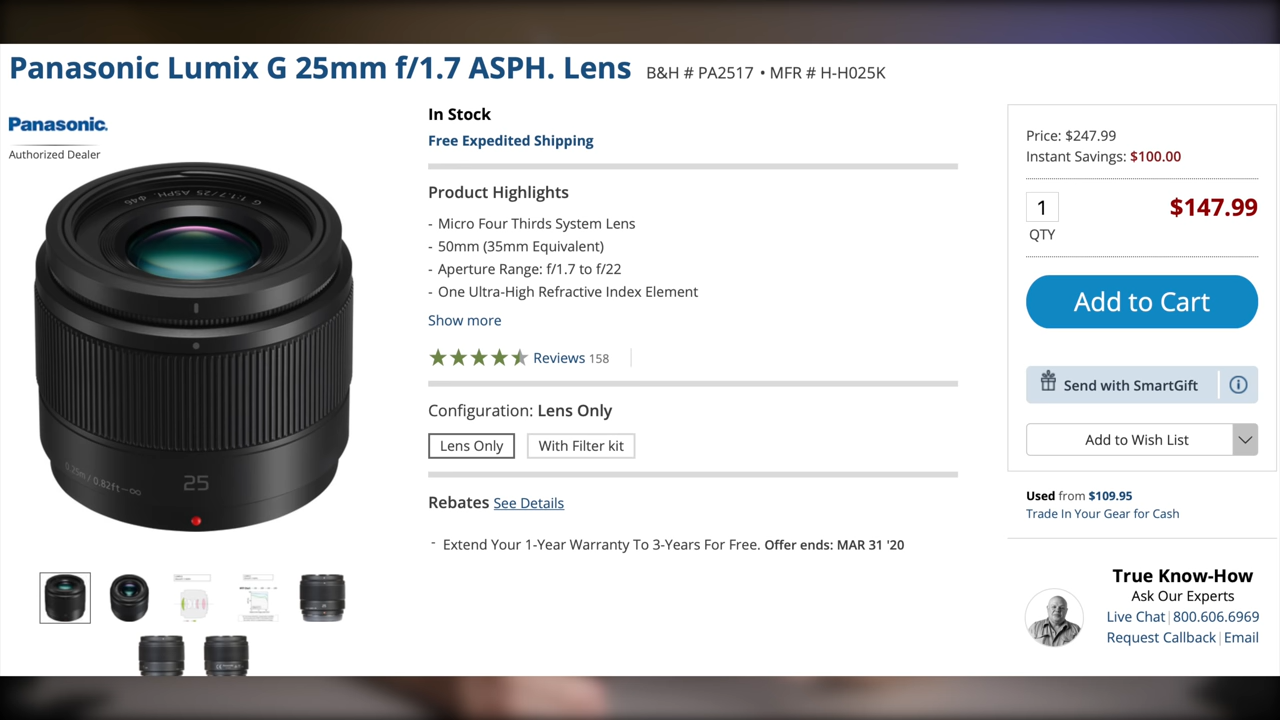 Panasonic Lumix G 25mm f/1.7 ASPH. Lens B&H # PA2517 • MFR # H-H025K
Panasonic.
Authorized Dealer
G 1:1.7/25 ASPH. Φ46
0.25m / 0.82ft-∞
25
In Stock
Free Expedited Shipping
Product Highlights
- Micro Four Thirds System Lens
- 50mm (35mm Equivalent)
- Aperture Range: f/1.7 to f/22
- One Ultra-High Refractive Index Element
Show more
Reviews 158
Configuration: Lens Only
Lens Only With Filter kit
Rebates See Details
- Extend Your 1-Year Warranty To 3-Years For Free. Offer ends: MAR 31 '20
Price: $247.99
Instant Savings: $100.00
1 $147.99
QTY
Add to Cart
Send with SmartGift
Add to Wish List
Used from $109.95
Trade In Your Gear for Cash
True Know-How
Ask Our Experts
Live Chat | 800.606.6969
Request Callback | Email